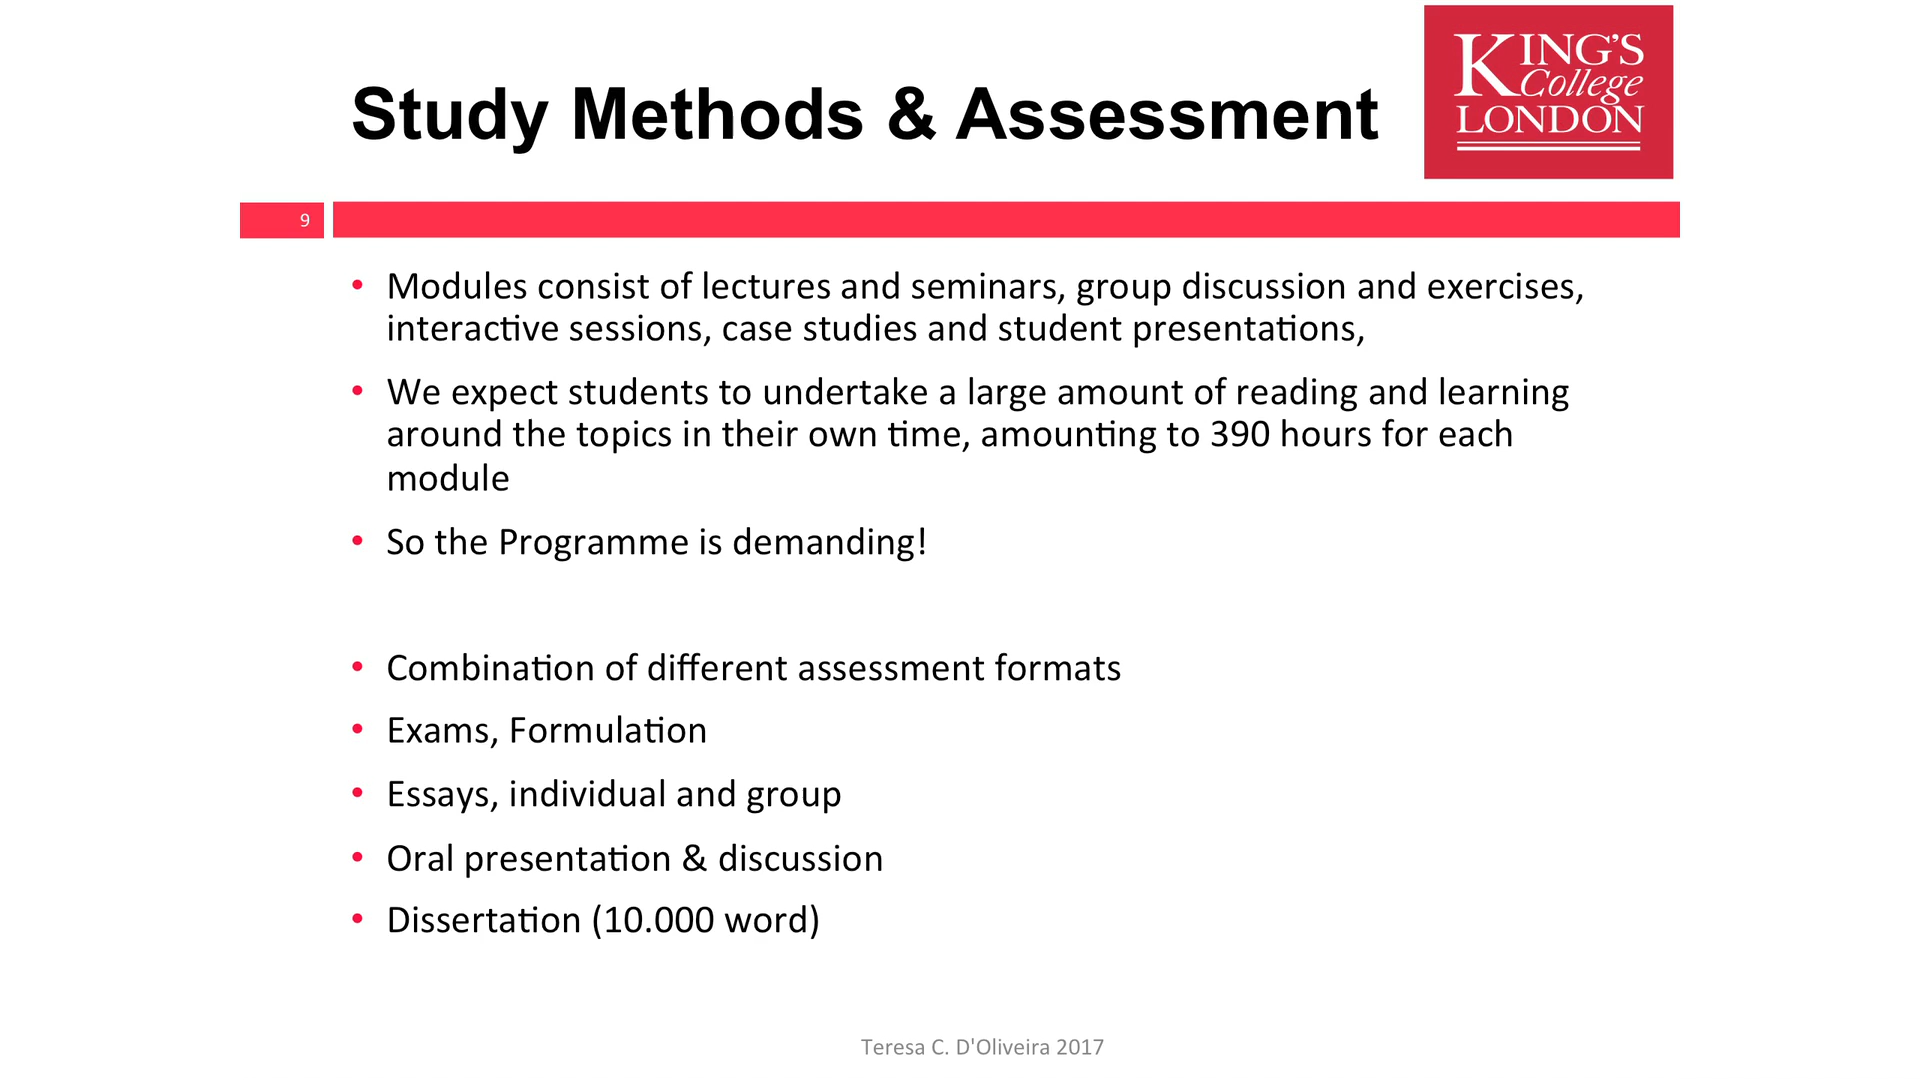 Study Methods & Assessment
KING'S
College
LONDON
9
• Modules consist of lectures and seminars, group discussion and exercises,
interactive sessions, case studies and student presentations,
• We expect students to undertake a large amount of reading and learning
around the topics in their own time, amounting to 390 hours for each
module
• So the Programme is demanding!
• Combination of different assessment formats
• Exams, Formulation
• Essays, individual and group
• Oral presentation & discussion
• Dissertation (10.000 word)
Teresa C. D'Oliveira 2017